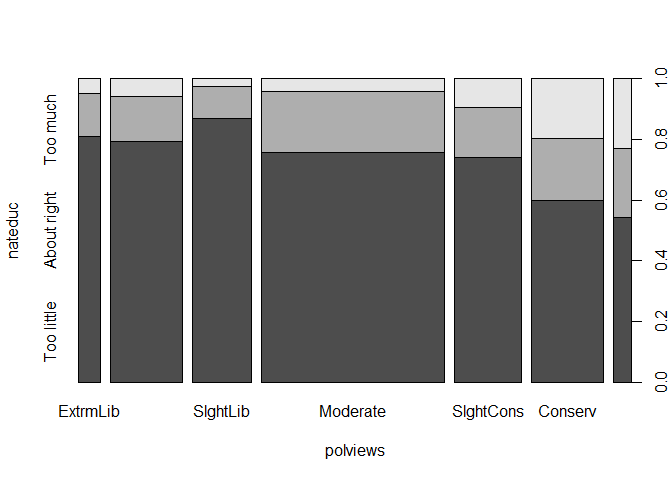 nateduc
Too much
About right
Too little
1.0
0.8
0.6
0.4
0.2
0.0
ExtrmLib
SlghtLib
Moderate
SlghtCons
Conserv
polviews